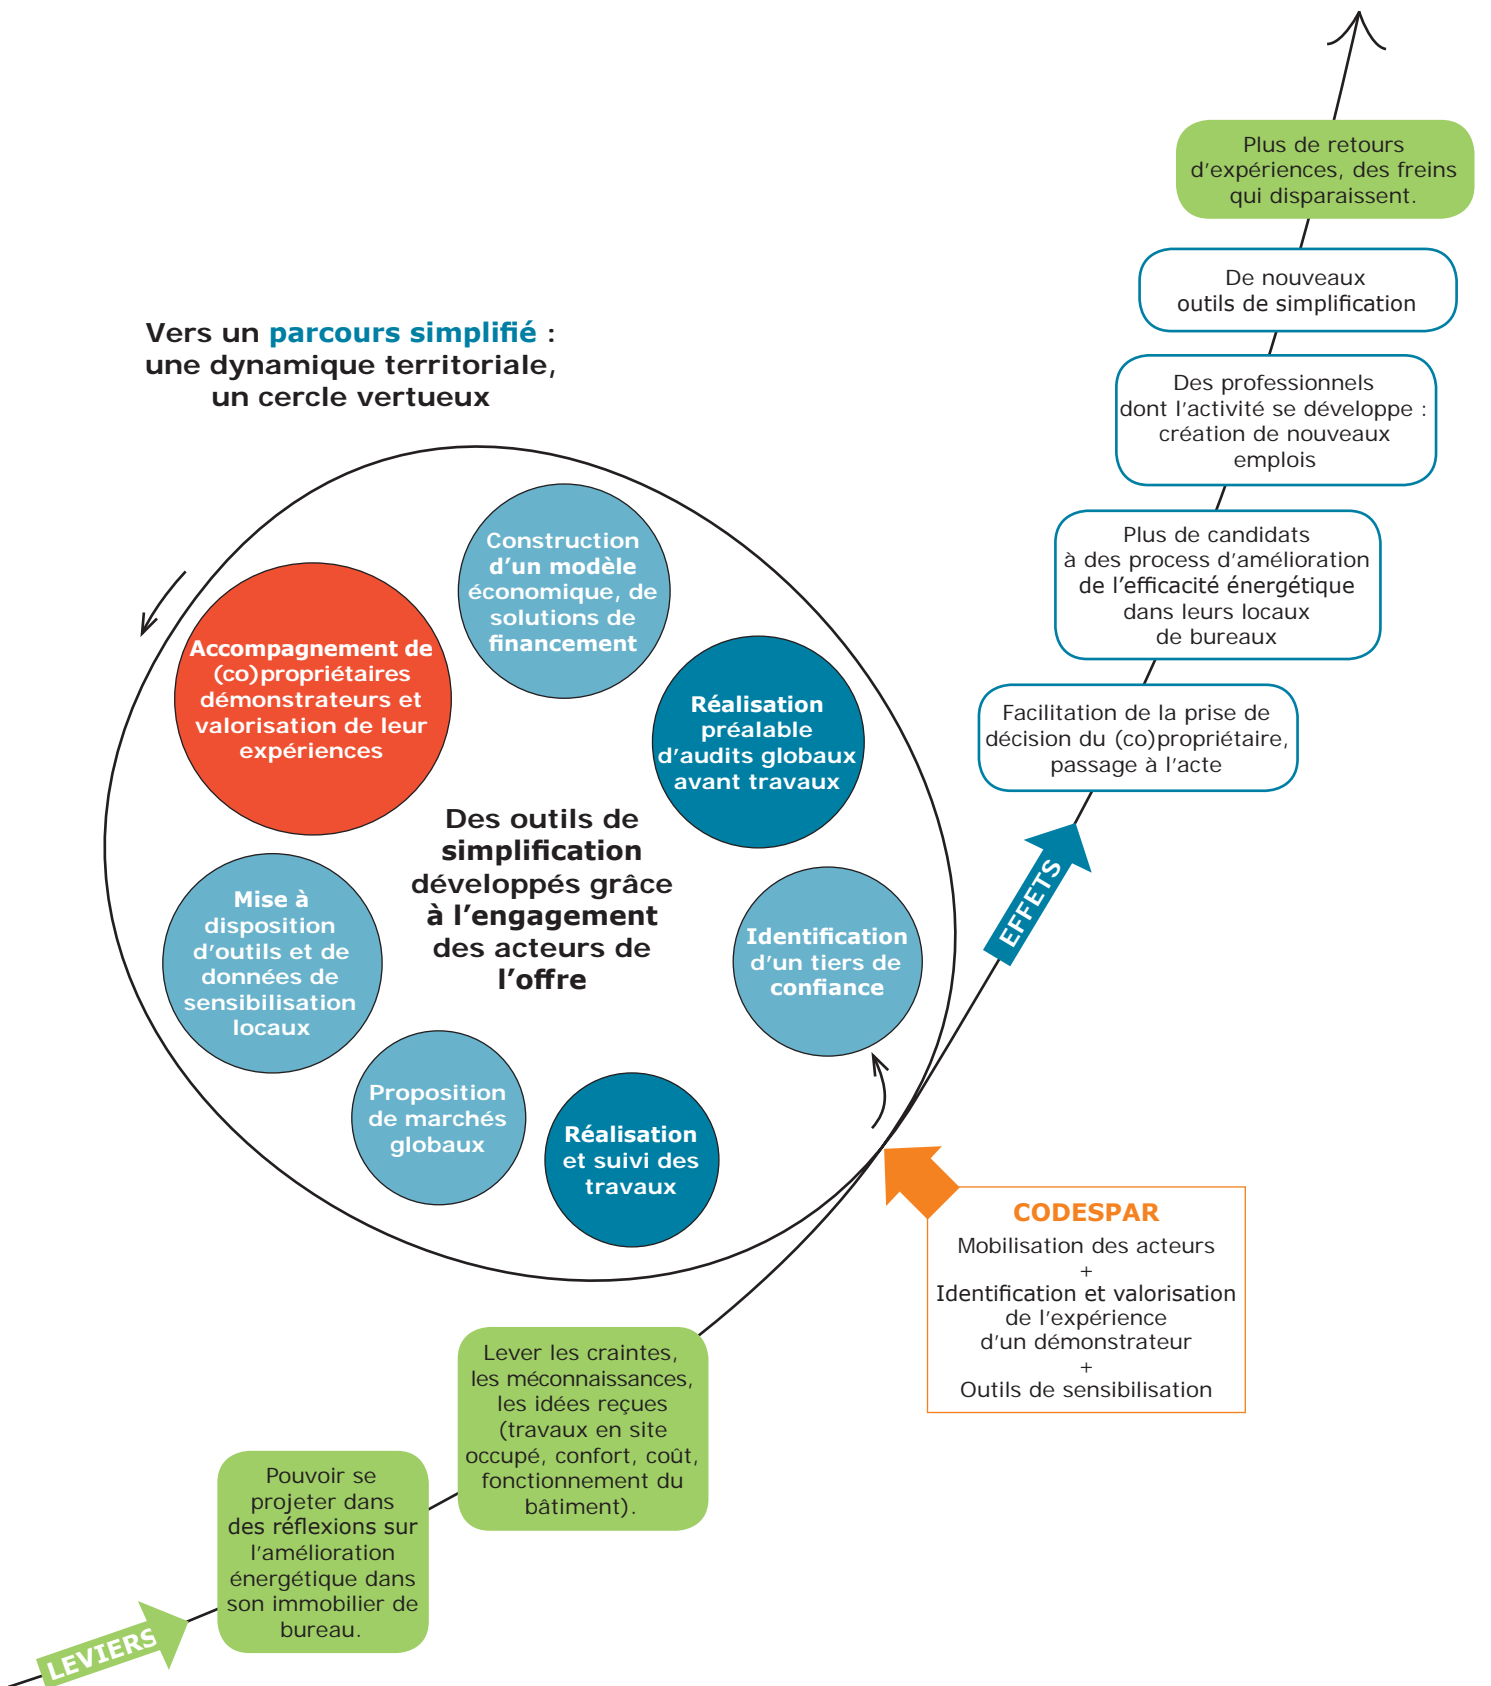 Vers un parcours simplifié :
une dynamique territoriale,
un cercle vertueux
Plus de retours
d'expériences, des freins
qui disparaissent.
De nouveaux
outils de simplification
Des professionnels
dont l'activité se développe :
création de nouveaux
emplois
Plus de candidats
à des process d'amélioration
de l'efficacité énergétique
dans leurs locaux
de bureaux
Facilitation de la prise de
décision du (co)propriétaire,
passage à l'acte
EFFETS
Construction
d'un modèle
économique, de
solutions de
financement
Accompagnement de
(co)propriétaires
démonstrateurs et
valorisation de leur
expériences
Réalisation
préalable
d'audits globaux
avant travaux
Des outils de
simplification
développés grâce
à l'engagement
des acteurs de
l'offre
Mise à
disposition
d'outils et de
données de
sensibilisation
locaux
Identification
d'un tiers de
confiance
Proposition
de marchés
globaux
Réalisation
et suivi des
travaux
CODESPAR
Mobilisation des acteurs
+
Identification et valorisation
de l'expérience
d'un démonstrateur
+
Outils de sensibilisation
Lever les craintes,
les méconnaissances,
les idées reçues
(travaux en site
occupé, confort, coût,
fonctionnement du
bâtiment).
Pouvoir se
projeter dans
des réflexions sur
l'amélioration
énergétique dans
son immobilier de
bureau.
LEVIERS